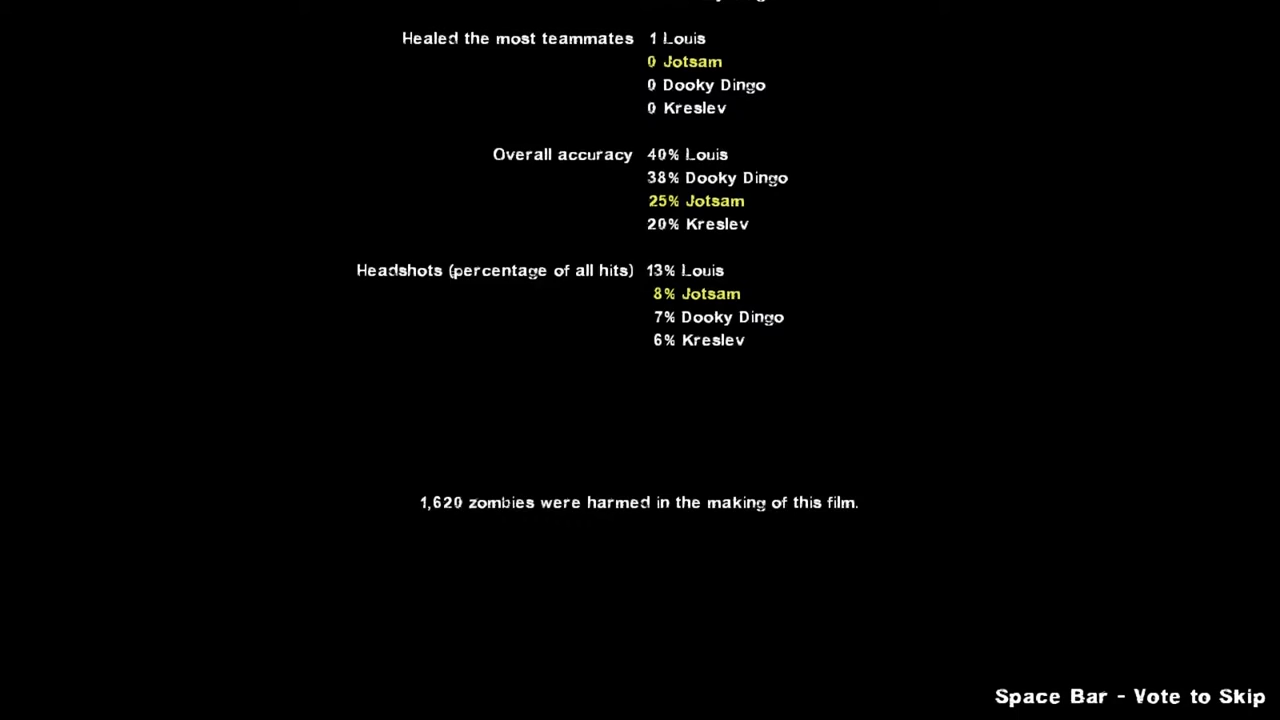 Healed the most teammates 1 Louis
0 Jotsam
0 Dooky Dingo
0 Kreslev
Overall accuracy 40% Louis
38% Dooky Dingo
25% Jotsam
20% Kreslev
Headshots (percentage of all hits) 13% Louis
8% Jotsam
7% Dooky Dingo
6% Kreslev
1,620 zombies were harmed in the making of this film.
Space Bar - Vote to Skip